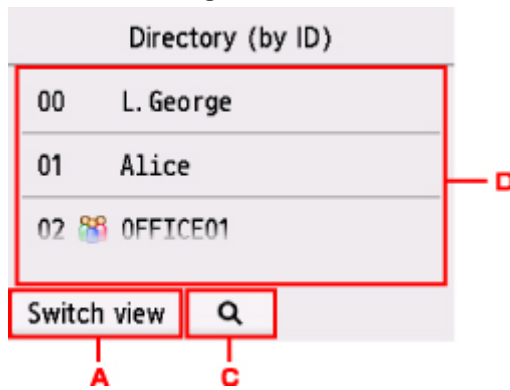 Directory (by ID)
00 L.George
01 Alice
D
02 OFFICE01
Switch view
A C